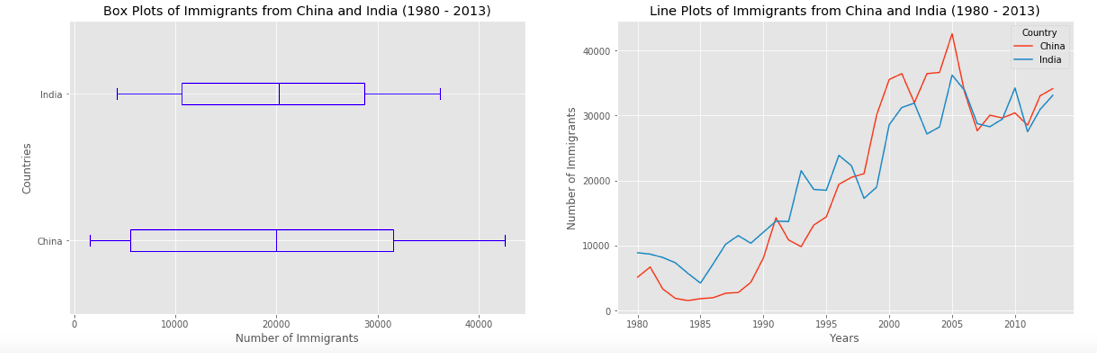 Box Plots of Immigrants from China and India (1980 - 2013)
Countries
India
China
0 10000 20000 30000 40000
Number of Immigrants
Line Plots of Immigrants from China and India (1980 - 2013)
Country
China
India
Number of Immigrants
40000
30000
20000
10000
0
1980 1985 1990 1995 2000 2005 2010
Years